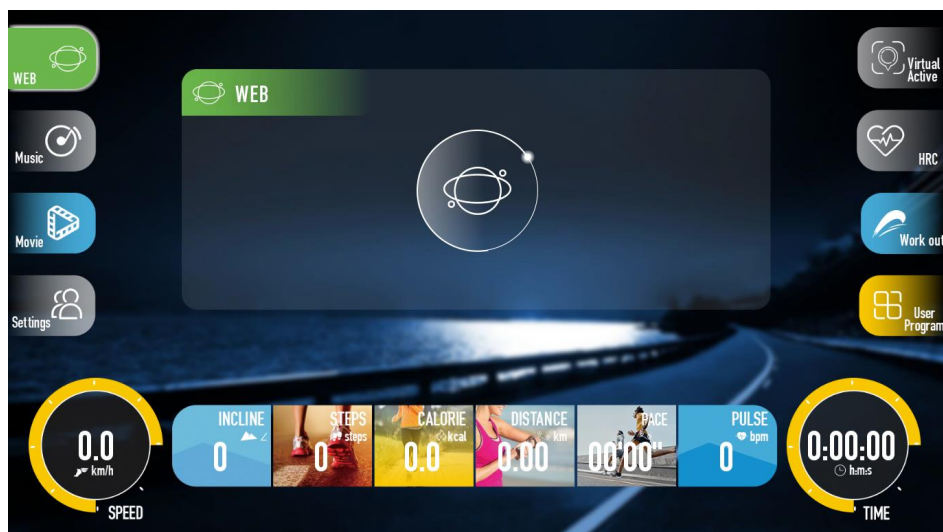 WEB
Music
Movie
Settings
WEB
Virtual
Active
HRC
Work out
User
Program
0.0
km/h
SPEED
INCLINE
0
STEPS
steps
0
CALORIE
kcal
0.0
DISTANCE
km
0.00
PACE
00'00"
PULSE
bpm
0
0:00:00
h:m:s
TIME